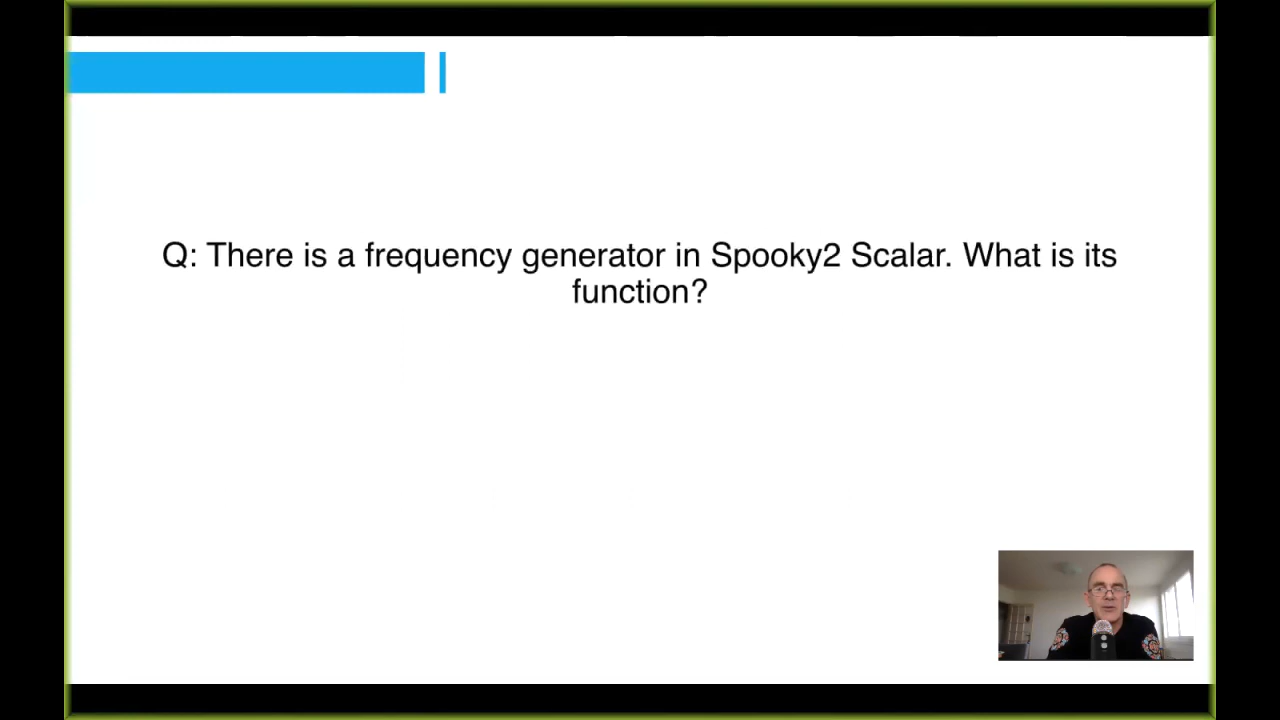 Q: There is a frequency generator in Spooky2 Scalar. What is its
function?